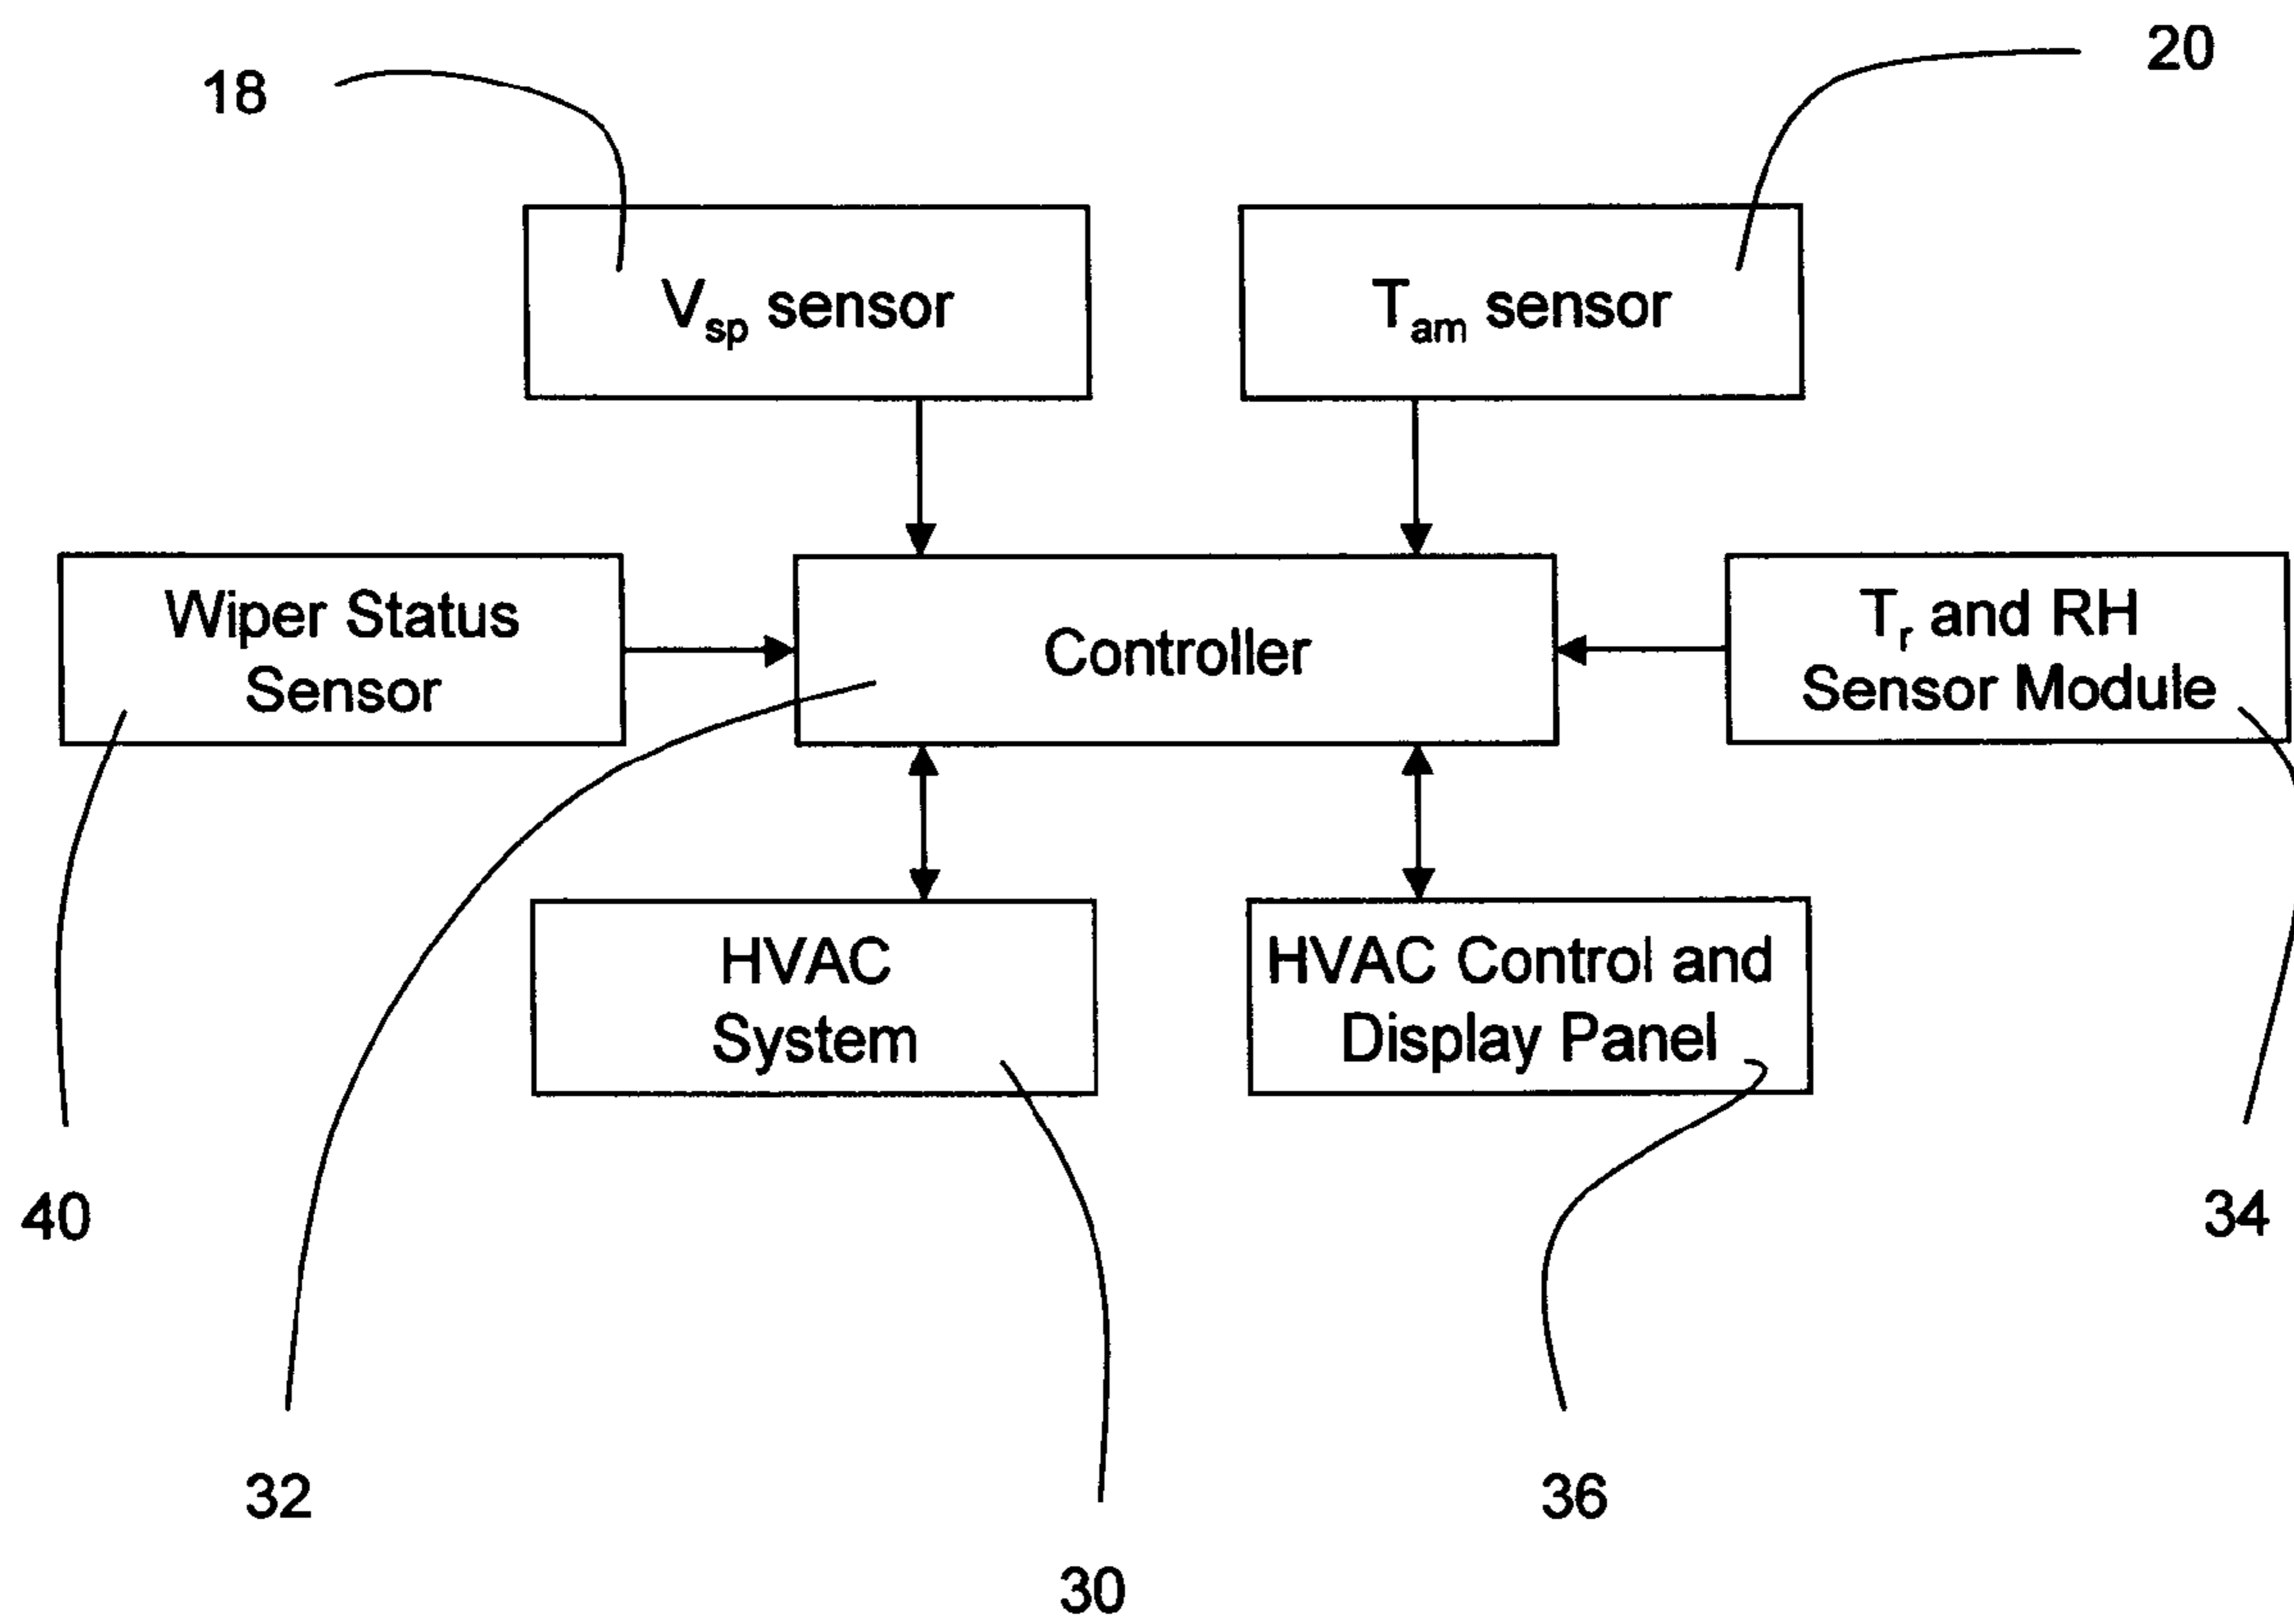 18
20
Vsp sensor
Tam sensor
Wiper Status
Sensor
Controller
Tr and RH
Sensor Module
HVAC
System
HVAC Control and
Display Panel
40
34
32
36
30